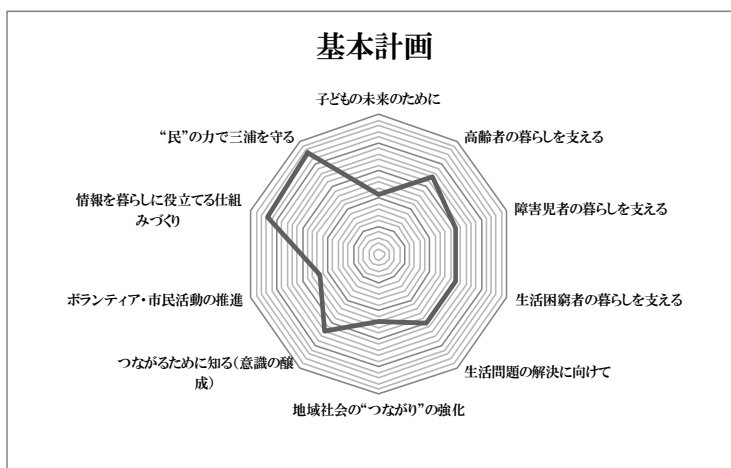 基本計画
子どもの未来のために
“民”の力で三浦を守る
高齢者の暮らしを支える
情報を暮らしに役立てる仕組
みづくり
障害児者の暮らしを支える
ボランティア・市民活動の推進
生活困窮者の暮らしを支える
つながるために知る（意識の醸
成）
生活問題の解決に向けて
地域社会の“つながり”の強化